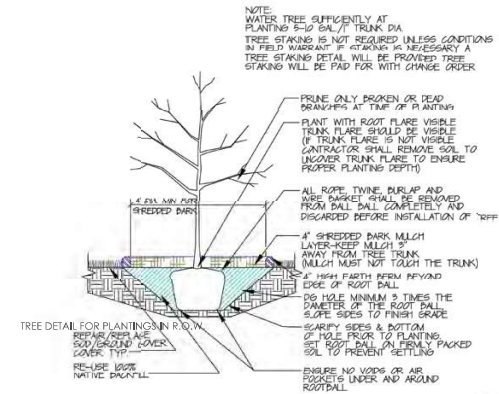 NOTE:
WATER TREE SUFFICIENTLY AT
PLANTING 5-10 GAL/1" TRUNK DIA.
TREE STAKING IS NOT REQUIRED UNLESS CONDITIONS
IN FIELD WARRANT IF STAKING IS NECESSARY A
TREE STAKING DETAIL WILL BE PROVIDED TREE
STAKING WILL BE PAID FOR WITH CHANGE ORDER
PRUNE ONLY BROKEN OR DEAD
BRANCHES AT TIME OF PLANTING
PLANT WITH ROOT FLARE VISIBLE
TRUNK FLARE SHOULD BE VISIBLE
(IF TRUNK FLARE IS NOT VISIBLE
CONTRACTOR SHALL REMOVE SOIL TO
UNCOVER TRUNK FLARE TO ENSURE
PROPER PLANTING DEPTH)
ALL ROPE, TWINE, BURLAP AND
WIRE BASKET SHALL BE REMOVED
FROM BALL BALL COMPLETELY AND
DISCARDED BEFORE INSTALLATION OF
4' DIA. MIN. FOR
SHREDDED BARK
4" SHREDDED BARK MULCH
LAYER-KEEP MULCH 3"
AWAY FROM TREE TRUNK
(MULCH MUST NOT TOUCH THE TRUNK)
4" HIGH EARTH BERM BEYOND
EDGE OF ROOT BALL
DIG HOLE MINIMUM 3 TIMES THE
DIAMETER OF THE ROOT BALL.
SLOPE SIDES TO FINISH GRADE
SCARIFY SIDES & BOTTOM
OF HOLE PRIOR TO PLANTING.
SET ROOT BALL ON FIRMLY PACKED
SOIL TO PREVENT SETTLING
ENSURE NO VOIDS OR AIR
POCKETS UNDER AND AROUND
ROOTBALL
TREE DETAIL FOR PLANTINGS IN R.O.W.
REPAIR/REPLACE
SOD/GROUND COVER
COVER TYP.
RE-USE 100%
NATIVE BACKFILL